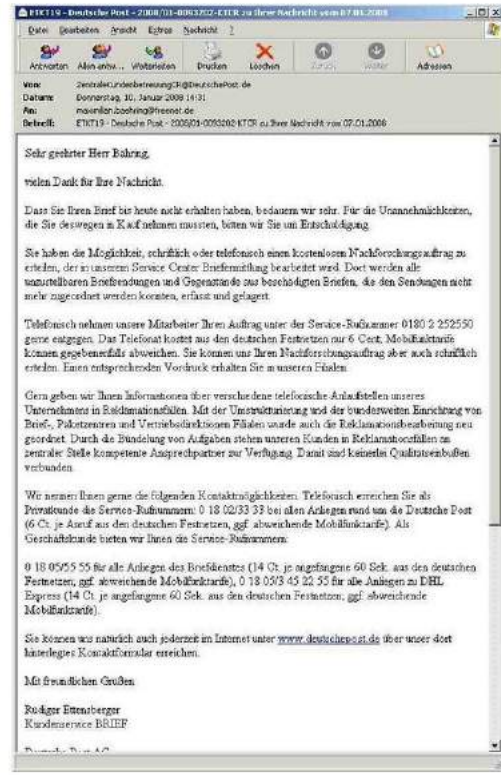 ETKT19 - Deutsche Post - 2008/01-0093202-KTCR zu Ihrer Nachricht vom 07.01.2008
Datei Bearbeiten Ansicht Extras Nachricht ?
Antworten Allen antw... Weiterleiten Drucken Löschen Zurück Weiter Adressen
Von: ZentraleKundenbetreuungCR@DeutschePost.de
Datum: Donnerstag, 10. Januar 2008 14:31
An: maximilian.baehring@freenet.de
Betreff: ETKT19 - Deutsche Post - 2008/01-0093202-KTCR zu Ihrer Nachricht vom 07.01.2008
Sehr geehrter Herr Bähring,
vielen Dank für Ihre Nachricht.
Dass Sie Ihren Brief bis heute nicht erhalten haben, bedauern wir sehr. Für die Unannehmlichkeiten,
die Sie deswegen in Kauf nehmen mussten, bitten wir Sie um Entschuldigung.
Sie haben die Möglichkeit, schriftlich oder telefonisch einen kostenlosen Nachforschungsauftrag zu
erteilen, der in unserem Service Center Briefermittlung bearbeitet wird. Dort werden alle
unzustellbaren Briefsendungen und Gegenstände aus beschädigten Briefen, die den Sendungen nicht
mehr zugeordnet werden konnten, erfasst und gelagert.
Telefonisch nehmen unsere Mitarbeiter Ihren Auftrag unter der Service-Rufnummer 0180 2 252550
gerne entgegen. Das Telefonat kostet aus den deutschen Festnetzen nur 6 Cent, Mobilfunktarife
können gegebenenfalls abweichen. Sie können uns Ihren Nachforschungsauftrag aber auch schriftlich
erteilen. Einen entsprechenden Vordruck erhalten Sie in unseren Filialen.
Gern geben wir Ihnen Informationen über verschiedene telefonische Anlaufstellen unseres
Unternehmens in Reklamationsfällen. Mit der Umstrukturierung und der bundesweiten Einrichtung von
Brief-, Paketzentren und Vertriebsdirektionen Filialen wurde auch die Reklamationsbearbeitung neu
geordnet. Durch die Bündelung von Aufgaben stehen unseren Kunden in Reklamationsfällen an
zentraler Stelle kompetente Ansprechpartner zur Verfügung. Damit sind keinerlei Qualitätseinbußen
verbunden.
Wir nennen Ihnen gerne die folgenden Kontaktmöglichkeiten. Telefonisch erreichen Sie als
Privatkunde die Service-Rufnummern: 0 18 02/33 33 bei allen Anliegen rund um die Deutsche Post
(6 Ct. je Anruf aus den deutschen Festnetzen, ggf. abweichende Mobilfunktarife). Als
Geschäftskunde bieten wir Ihnen die Service-Rufnummern:
0 18 05/55 55 für alle Anliegen des Briefdienstes (14 Ct. je angefangene 60 Sek. aus den deutschen
Festnetzen, ggf. abweichende Mobilfunktarife), 0 18 05/3 45 22 55 für alle Anliegen zu DHL
Express (14 Ct. je angefangene 60 Sek. aus den deutschen Festnetzen, ggf. abweichende
Mobilfunktarife).
Sie können uns natürlich auch jederzeit im Internet unter www.deutschepost.de über unser dort
hinterlegtes Kontaktformular erreichen.
Mit freundlichen Grüßen
Rüdiger Ettensberger
Kundenservice BRIEF
Deutsche Post AG